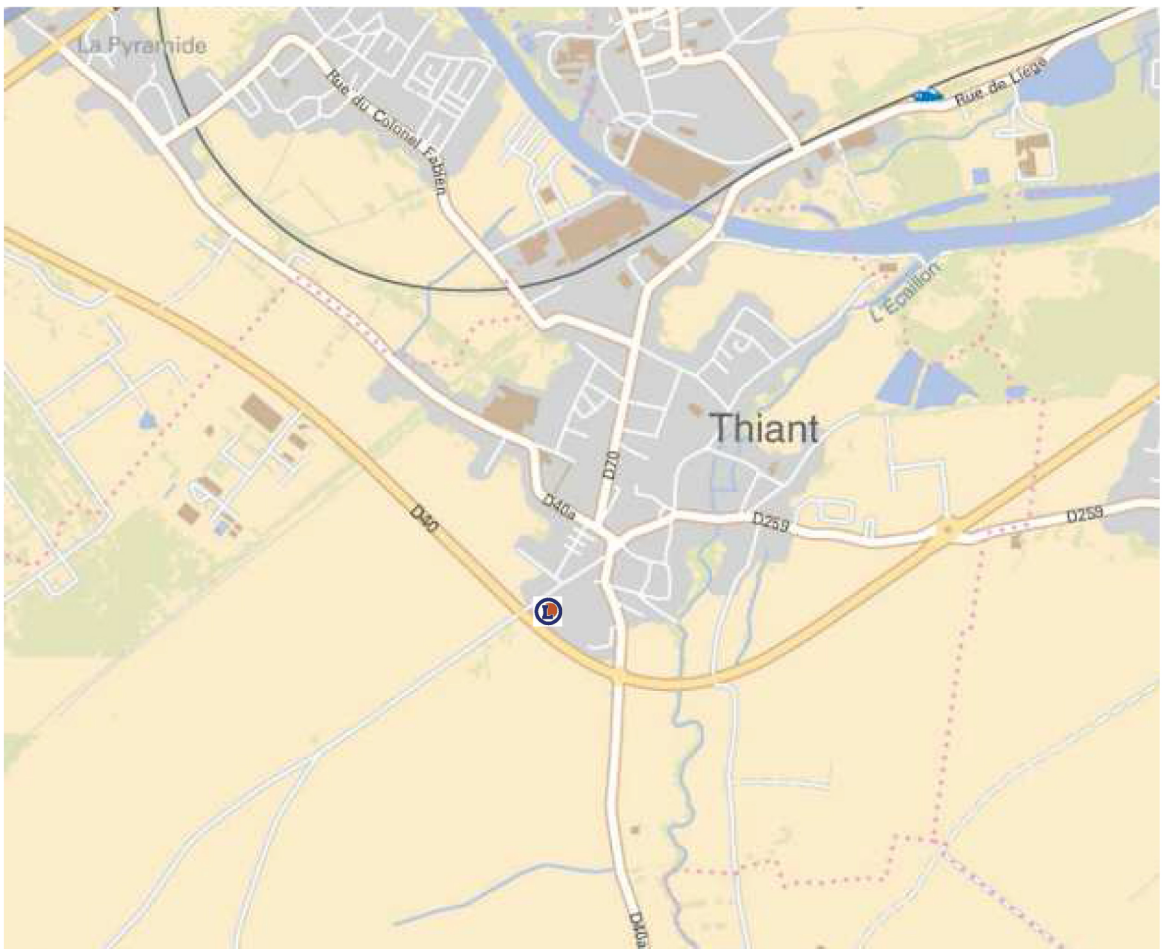 La Pyramide
Rue du Colonel Fabien
Rue de Liège
L'Ecaillon
Thiant
D70
D40a
D40
D259
D259
L
D40a